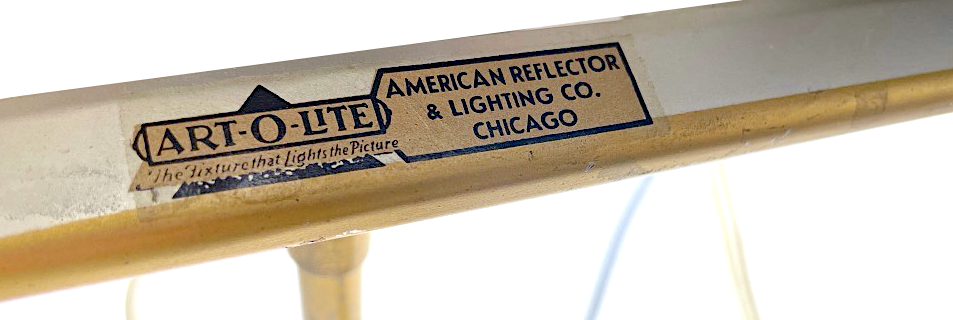 ART-O-LITE
The Fixture that Lights the Picture
AMERICAN REFLECTOR
& LIGHTING CO.
CHICAGO